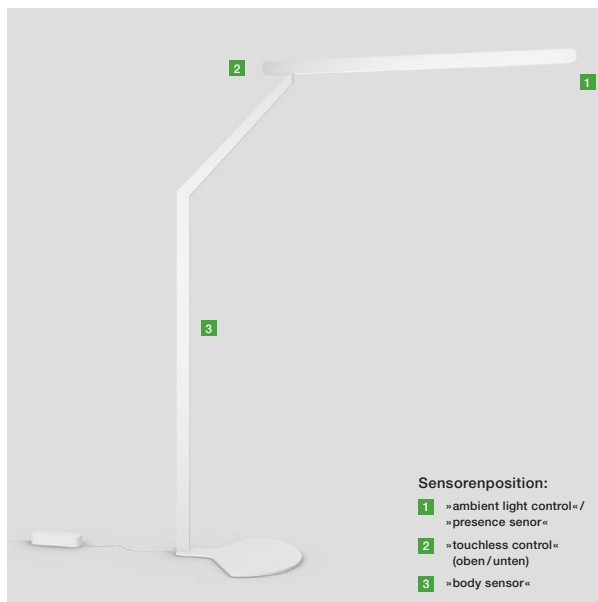 2
1
3
Sensorenposition:
1 »ambient light control« /
»presence senor«
2 »touchless control«
(oben / unten)
3 »body sensor«